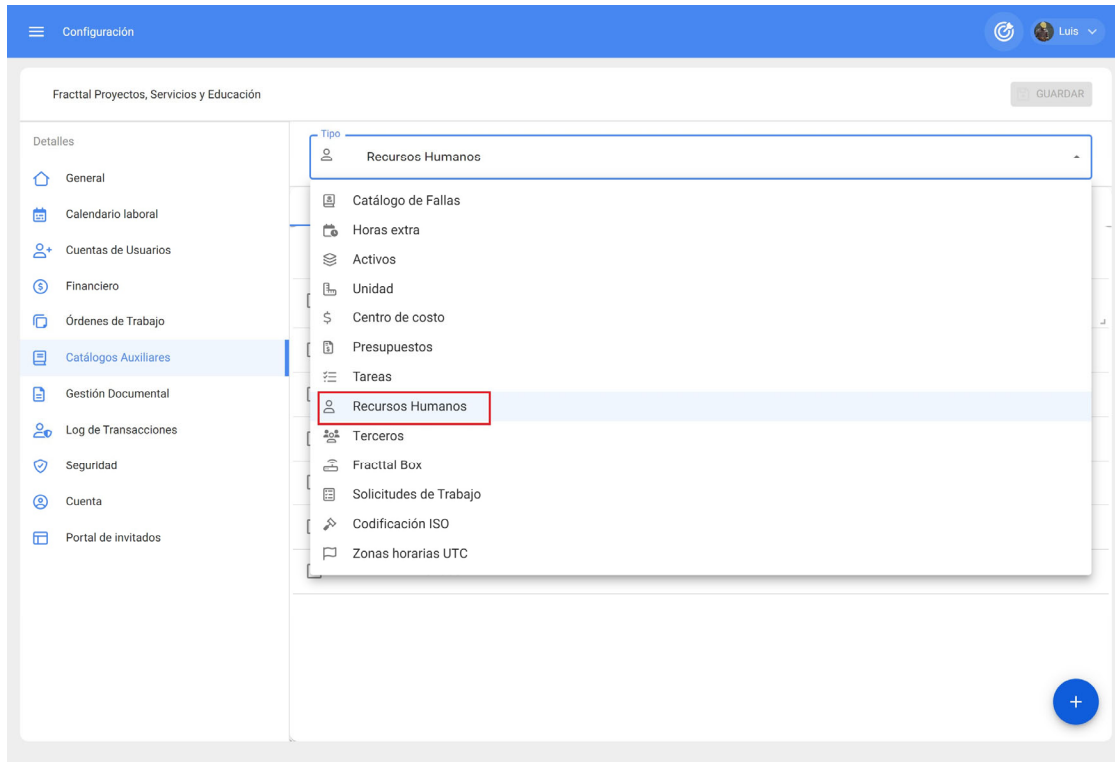 Configuración
Luis
Fracttal Proyectos, Servicios y Educación
GUARDAR
Detalles
General
Calendario laboral
Cuentas de Usuarios
Financiero
Órdenes de Trabajo
Catálogos Auxiliares
Gestión Documental
Log de Transacciones
Seguridad
Cuenta
Portal de invitados
Tipo
Recursos Humanos
Catálogo de Fallas
Horas extra
Activos
Unidad
Centro de costo
Presupuestos
Tareas
Recursos Humanos
Terceros
Fracttal Box
Solicitudes de Trabajo
Codificación ISO
Zonas horarias UTC